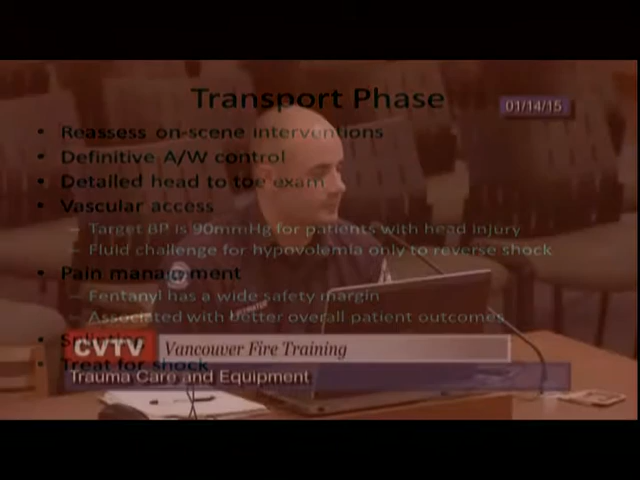 Transport Phase
01/14/15
• Reassess on-scene interventions
• Definitive A/W control
• Detailed head to toe exam
• Vascular access
– Target BP is 90mmHg for patients with head injury
– Fluid challenge for hypovolemia only to reverse shock
• Pain management
– Fentanyl has a wide safety margin
– Associated with better overall patient outcomes
CVTV Vancouver Fire Training
• Treat for shock
Trauma Care and Equipment